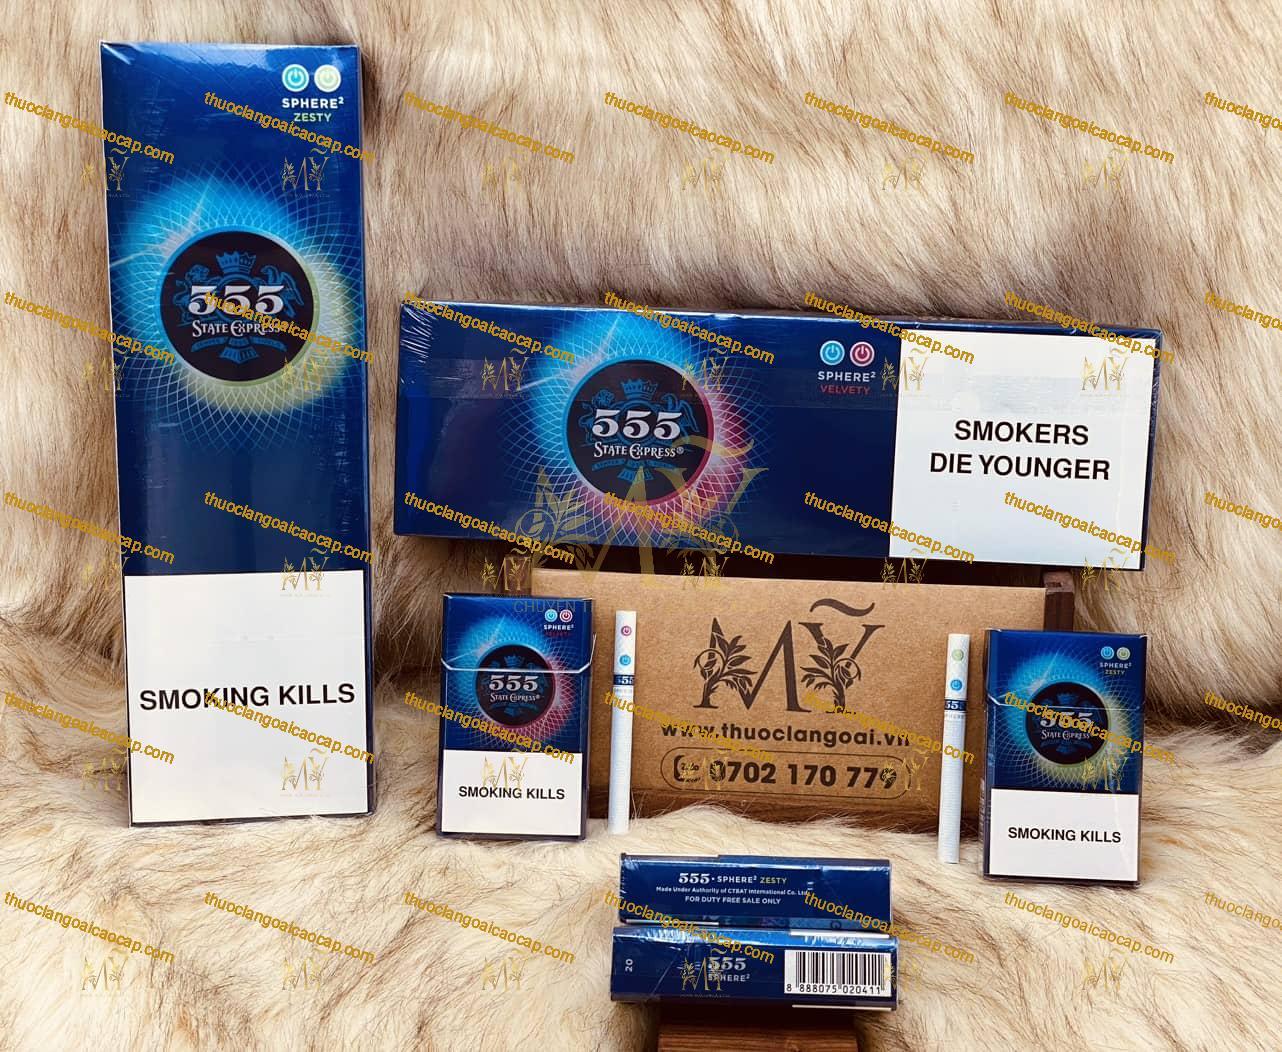 SPHERE²
ZESTY
555
STATE EXPRESS
SMOKING KILLS
555
STATE EXPRESS®
SPHERE²
VELVETY
SMOKERS
DIE YOUNGER
SPHERE²
VELVETY
555
STATE EXPRESS®
SMOKING KILLS
555
MỸ
www.thuoclangoai.vn
0702 170 779
555
SPHERE²
ZESTY
555
STATE EXPRESS
SMOKING KILLS
555 · SPHERE² ZESTY
Made Under Authority of CTBAT International Co. Ltd
FOR DUTY FREE SALE ONLY
20
555
SPHERE²
8 888075 020411
thuoclangoaicaocap.com
MỸ